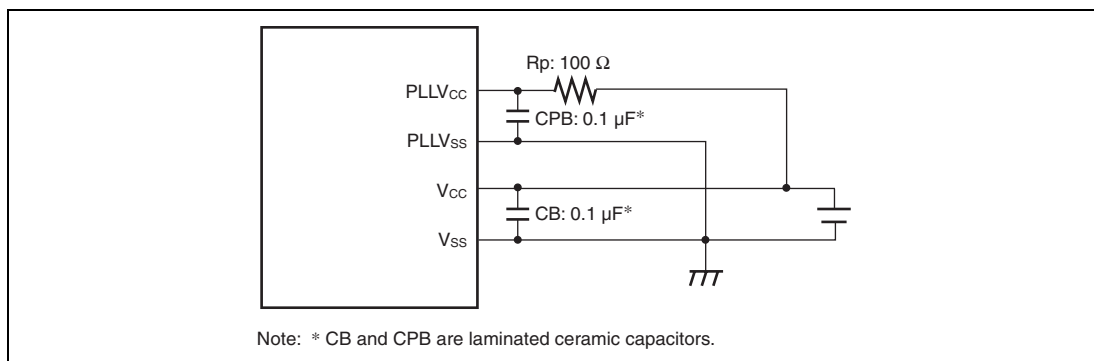 Rp: 100 Ω
PLLVCC
CPB: 0.1 μF*
PLLVSS
VCC
CB: 0.1 μF*
VSS
Note: * CB and CPB are laminated ceramic capacitors.